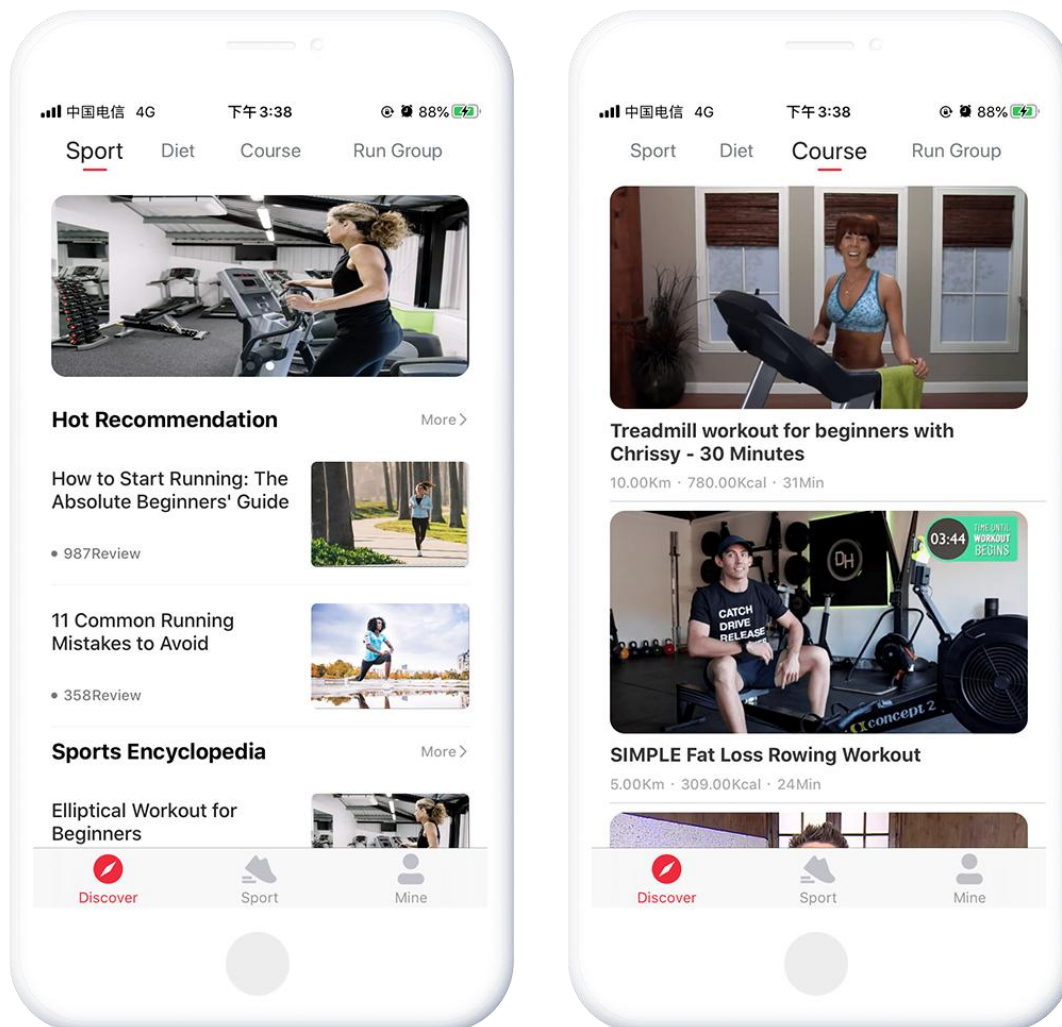 中国电信 4G 下午3:38 88%
Sport Diet Course Run Group
Hot Recommendation More >
How to Start Running: The
Absolute Beginners' Guide
• 987Review
11 Common Running
Mistakes to Avoid
• 358Review
Sports Encyclopedia More >
Elliptical Workout for
Beginners
Discover Sport Mine
中国电信 4G 下午3:38 88%
Sport Diet Course Run Group
Treadmill workout for beginners with
Chrissy - 30 Minutes
10.00Km · 780.00Kcal · 31Min
03:44
TIME UNTIL
WORKOUT
BEGINS
DH
CATCH
DRIVE
RELEASE
concept 2
SIMPLE Fat Loss Rowing Workout
5.00Km · 309.00Kcal · 24Min
Discover Sport Mine